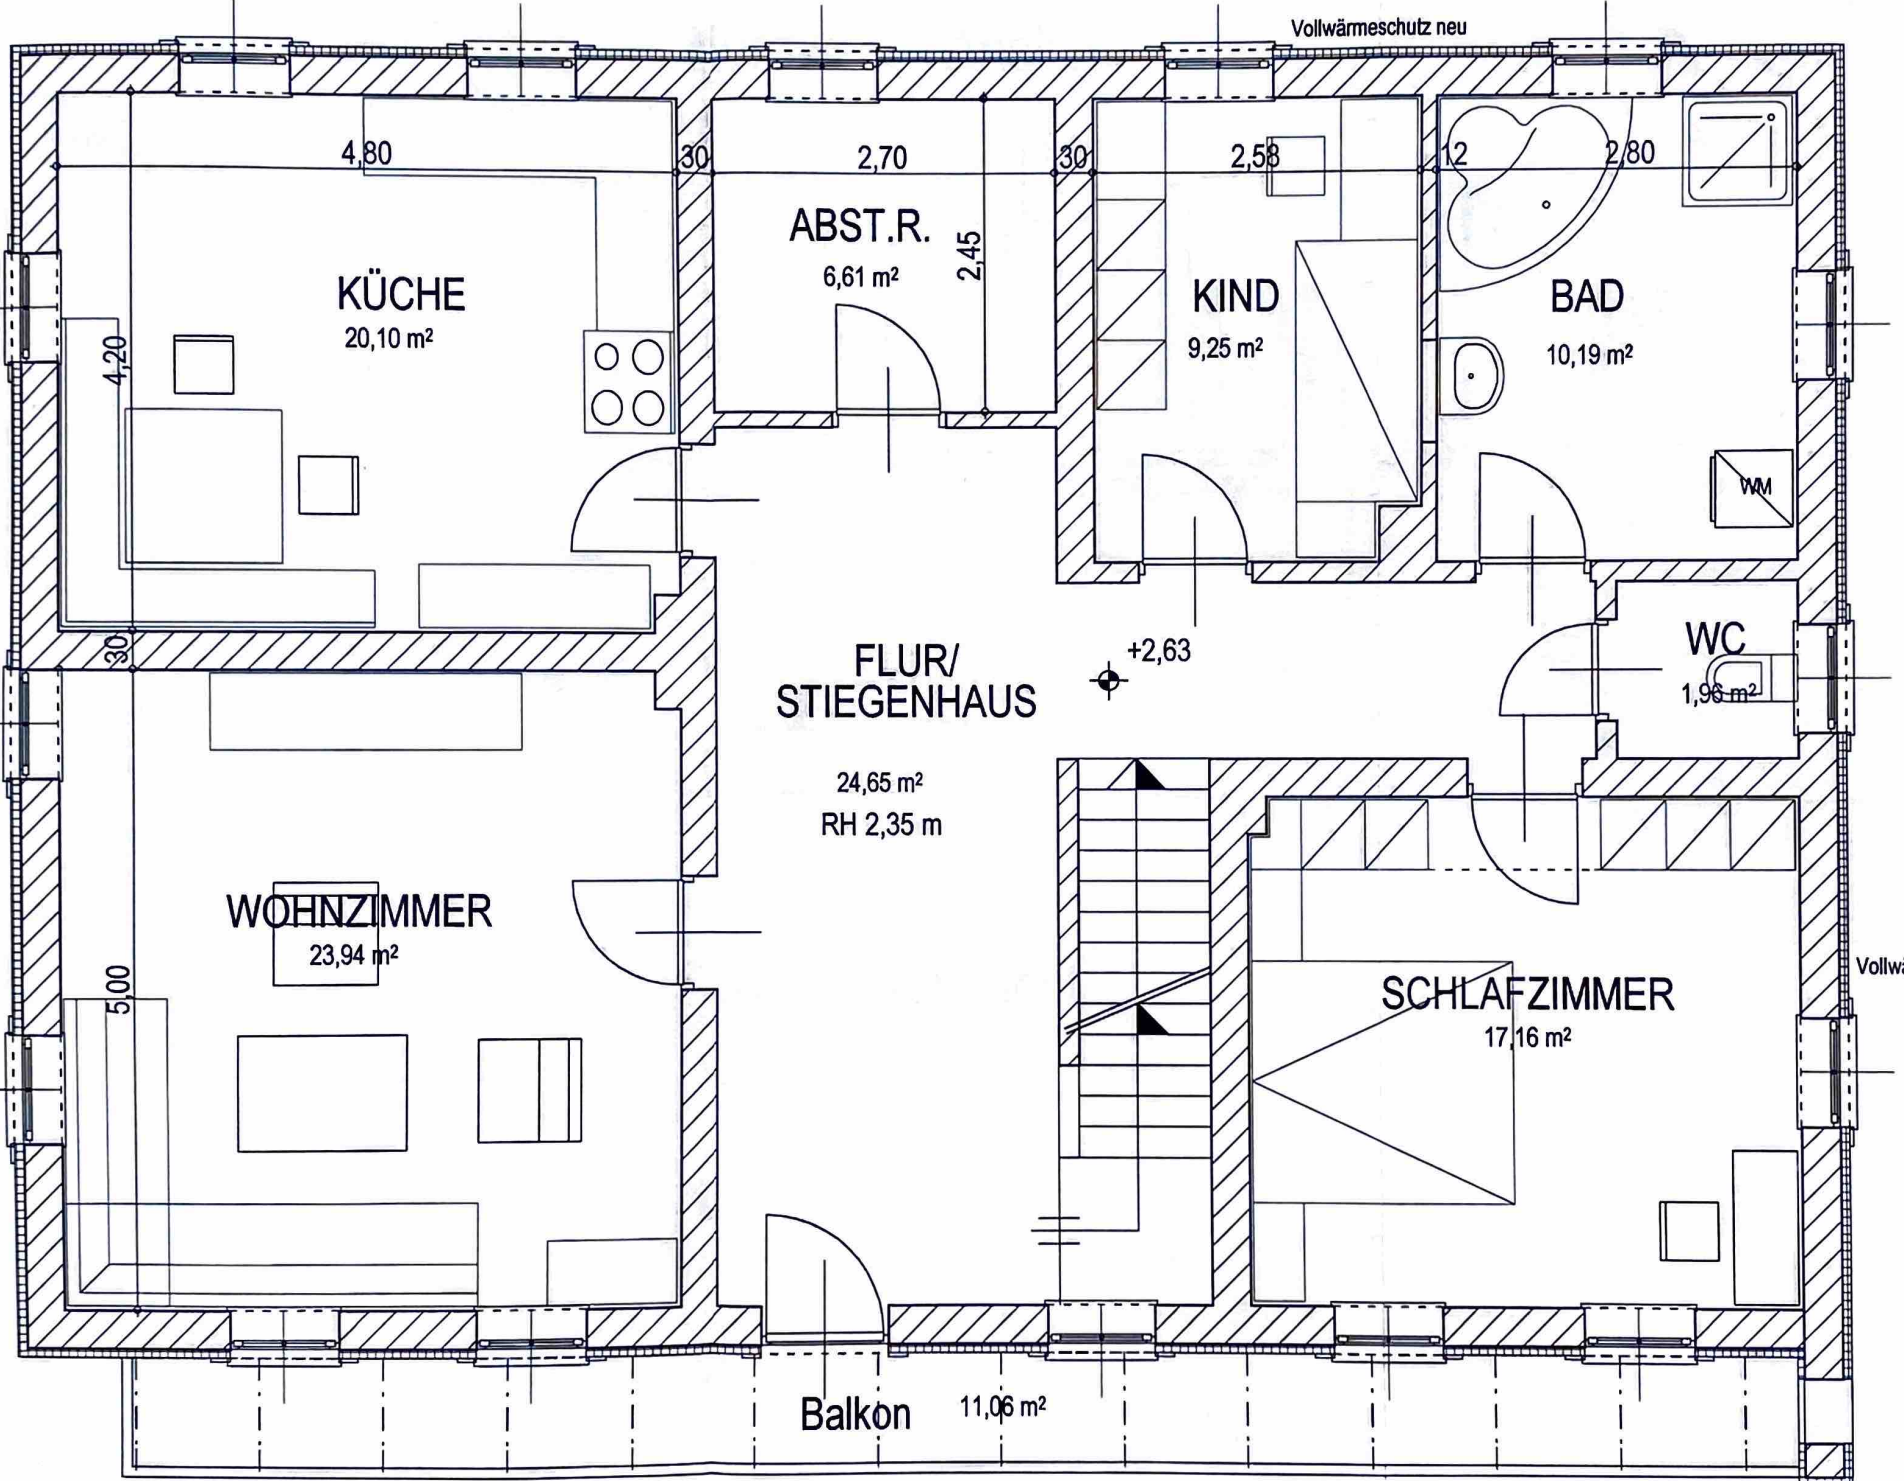 Vollwärmeschutz neu
4,80
30
2,70
30
2,58
12
2,80
KÜCHE
20,10 m²
4,20
ABST.R.
6,61 m²
2,45
KIND
9,25 m²
BAD
10,19 m²
WM
30
FLUR/
STIEGENHAUS
24,65 m²
RH 2,35 m
+2,63
WC
1,96 m²
WOHNZIMMER
23,94 m²
5,00
SCHLAFZIMMER
17,16 m²
Vollwä
Balkon 11,06 m²